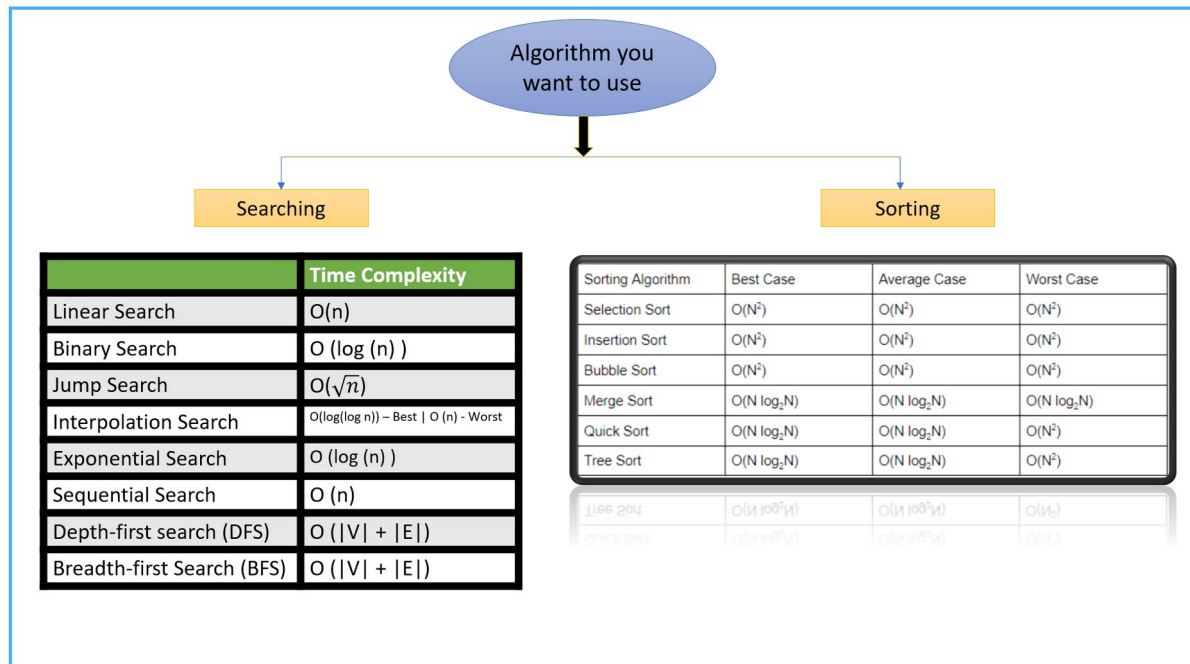 Algorithm you
want to use
Searching
Sorting
Time Complexity
Linear Search O(n)
Binary Search O (log (n) )
Jump Search O(√n)
Interpolation Search O(log(log n)) – Best | O (n) - Worst
Exponential Search O (log (n) )
Sequential Search O (n)
Depth-first search (DFS) O (|V| + |E|)
Breadth-first Search (BFS) O (|V| + |E|)
Sorting Algorithm Best Case Average Case Worst Case
Selection Sort O(N²) O(N²) O(N²)
Insertion Sort O(N²) O(N²) O(N²)
Bubble Sort O(N²) O(N²) O(N²)
Merge Sort O(N log₂N) O(N log₂N) O(N log₂N)
Quick Sort O(N log₂N) O(N log₂N) O(N²)
Tree Sort O(N log₂N) O(N log₂N) O(N²)